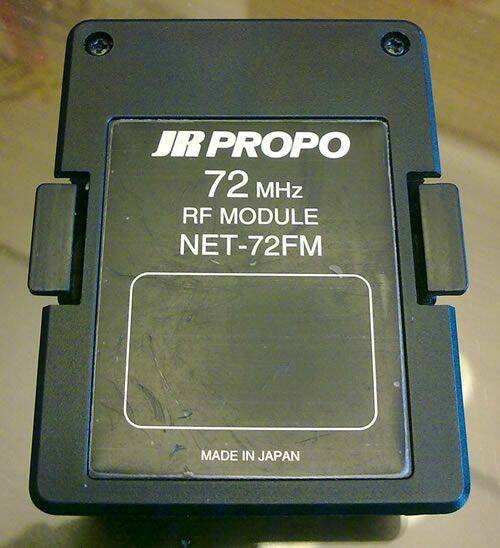 JR PROPO
72 MHz
RF MODULE
NET-72FM
MADE IN JAPAN